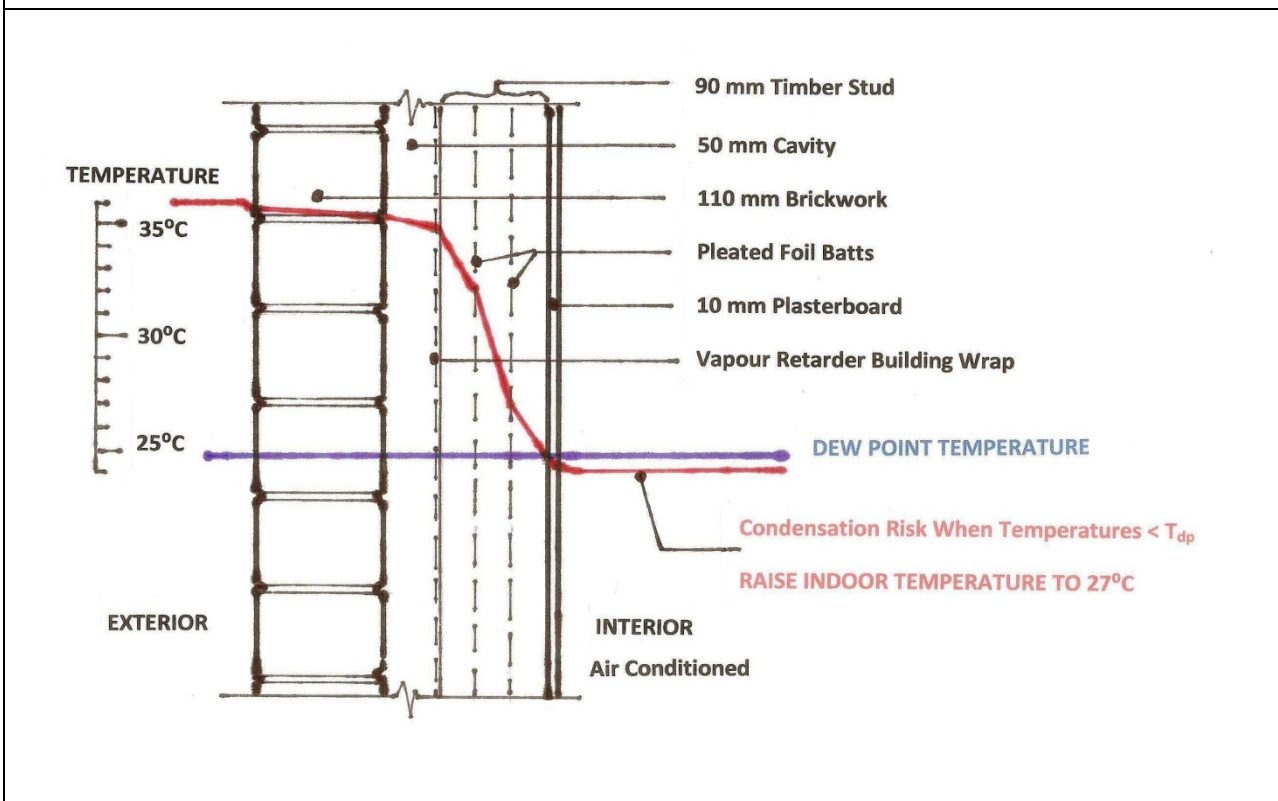 90 mm Timber Stud
50 mm Cavity
TEMPERATURE
110 mm Brickwork
35°C
Pleated Foil Batts
10 mm Plasterboard
30°C
Vapour Retarder Building Wrap
25°C
DEW POINT TEMPERATURE
Condensation Risk When Temperatures < Tdp
RAISE INDOOR TEMPERATURE TO 27°C
EXTERIOR
INTERIOR
Air Conditioned